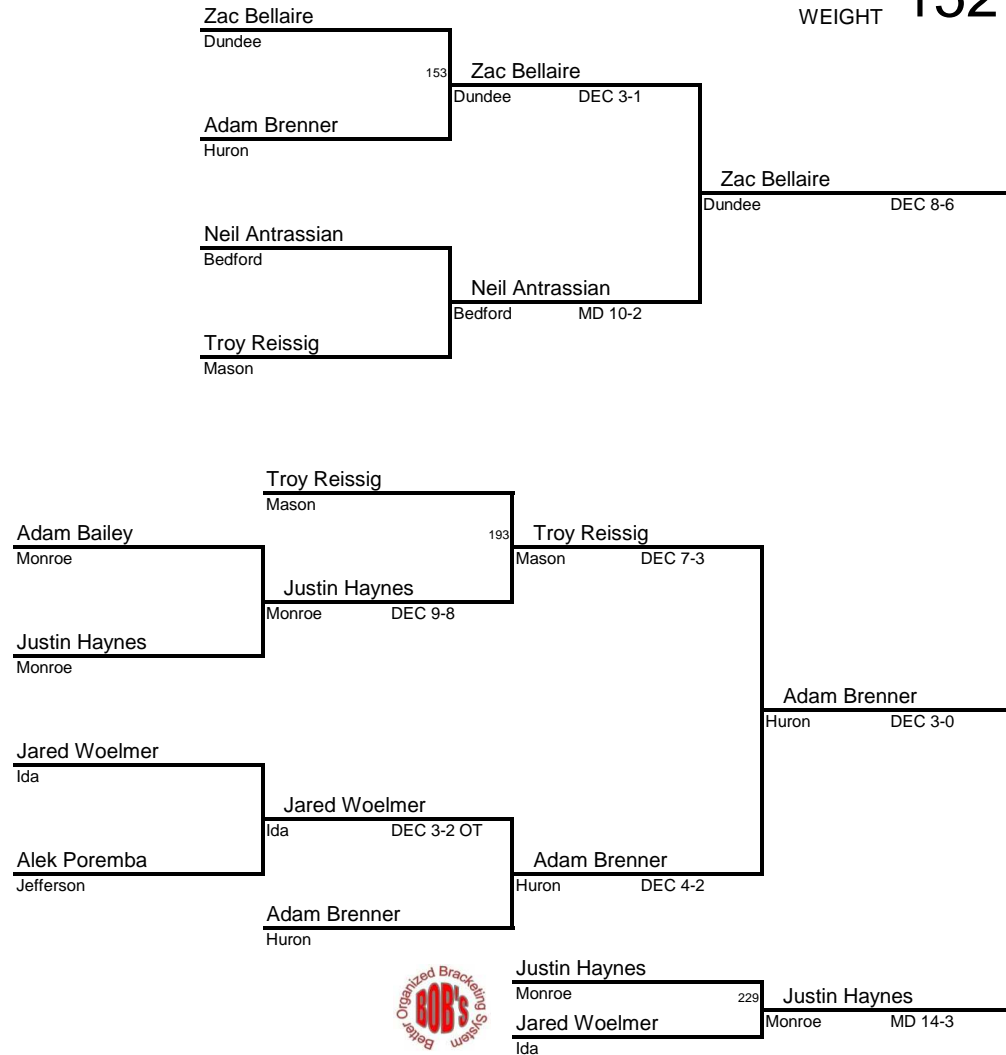 WEIGHT 152
Zac Bellaire
Dundee
153 Zac Bellaire
Dundee DEC 3-1
Adam Brenner
Huron
Zac Bellaire
Dundee DEC 8-6
Neil Antrassian
Bedford
Neil Antrassian
Bedford MD 10-2
Troy Reissig
Mason
Troy Reissig
Mason
Adam Bailey
Monroe
193 Troy Reissig
Mason DEC 7-3
Justin Haynes
Monroe DEC 9-8
Justin Haynes
Monroe
Adam Brenner
Huron DEC 3-0
Jared Woelmer
Ida
Jared Woelmer
Ida DEC 3-2 OT
Alek Poremba
Jefferson
Adam Brenner
Huron DEC 4-2
Adam Brenner
Huron
Better Organized Bracketing System
BOB'S
Justin Haynes
Monroe
229 Justin Haynes
Monroe MD 14-3
Jared Woelmer
Ida